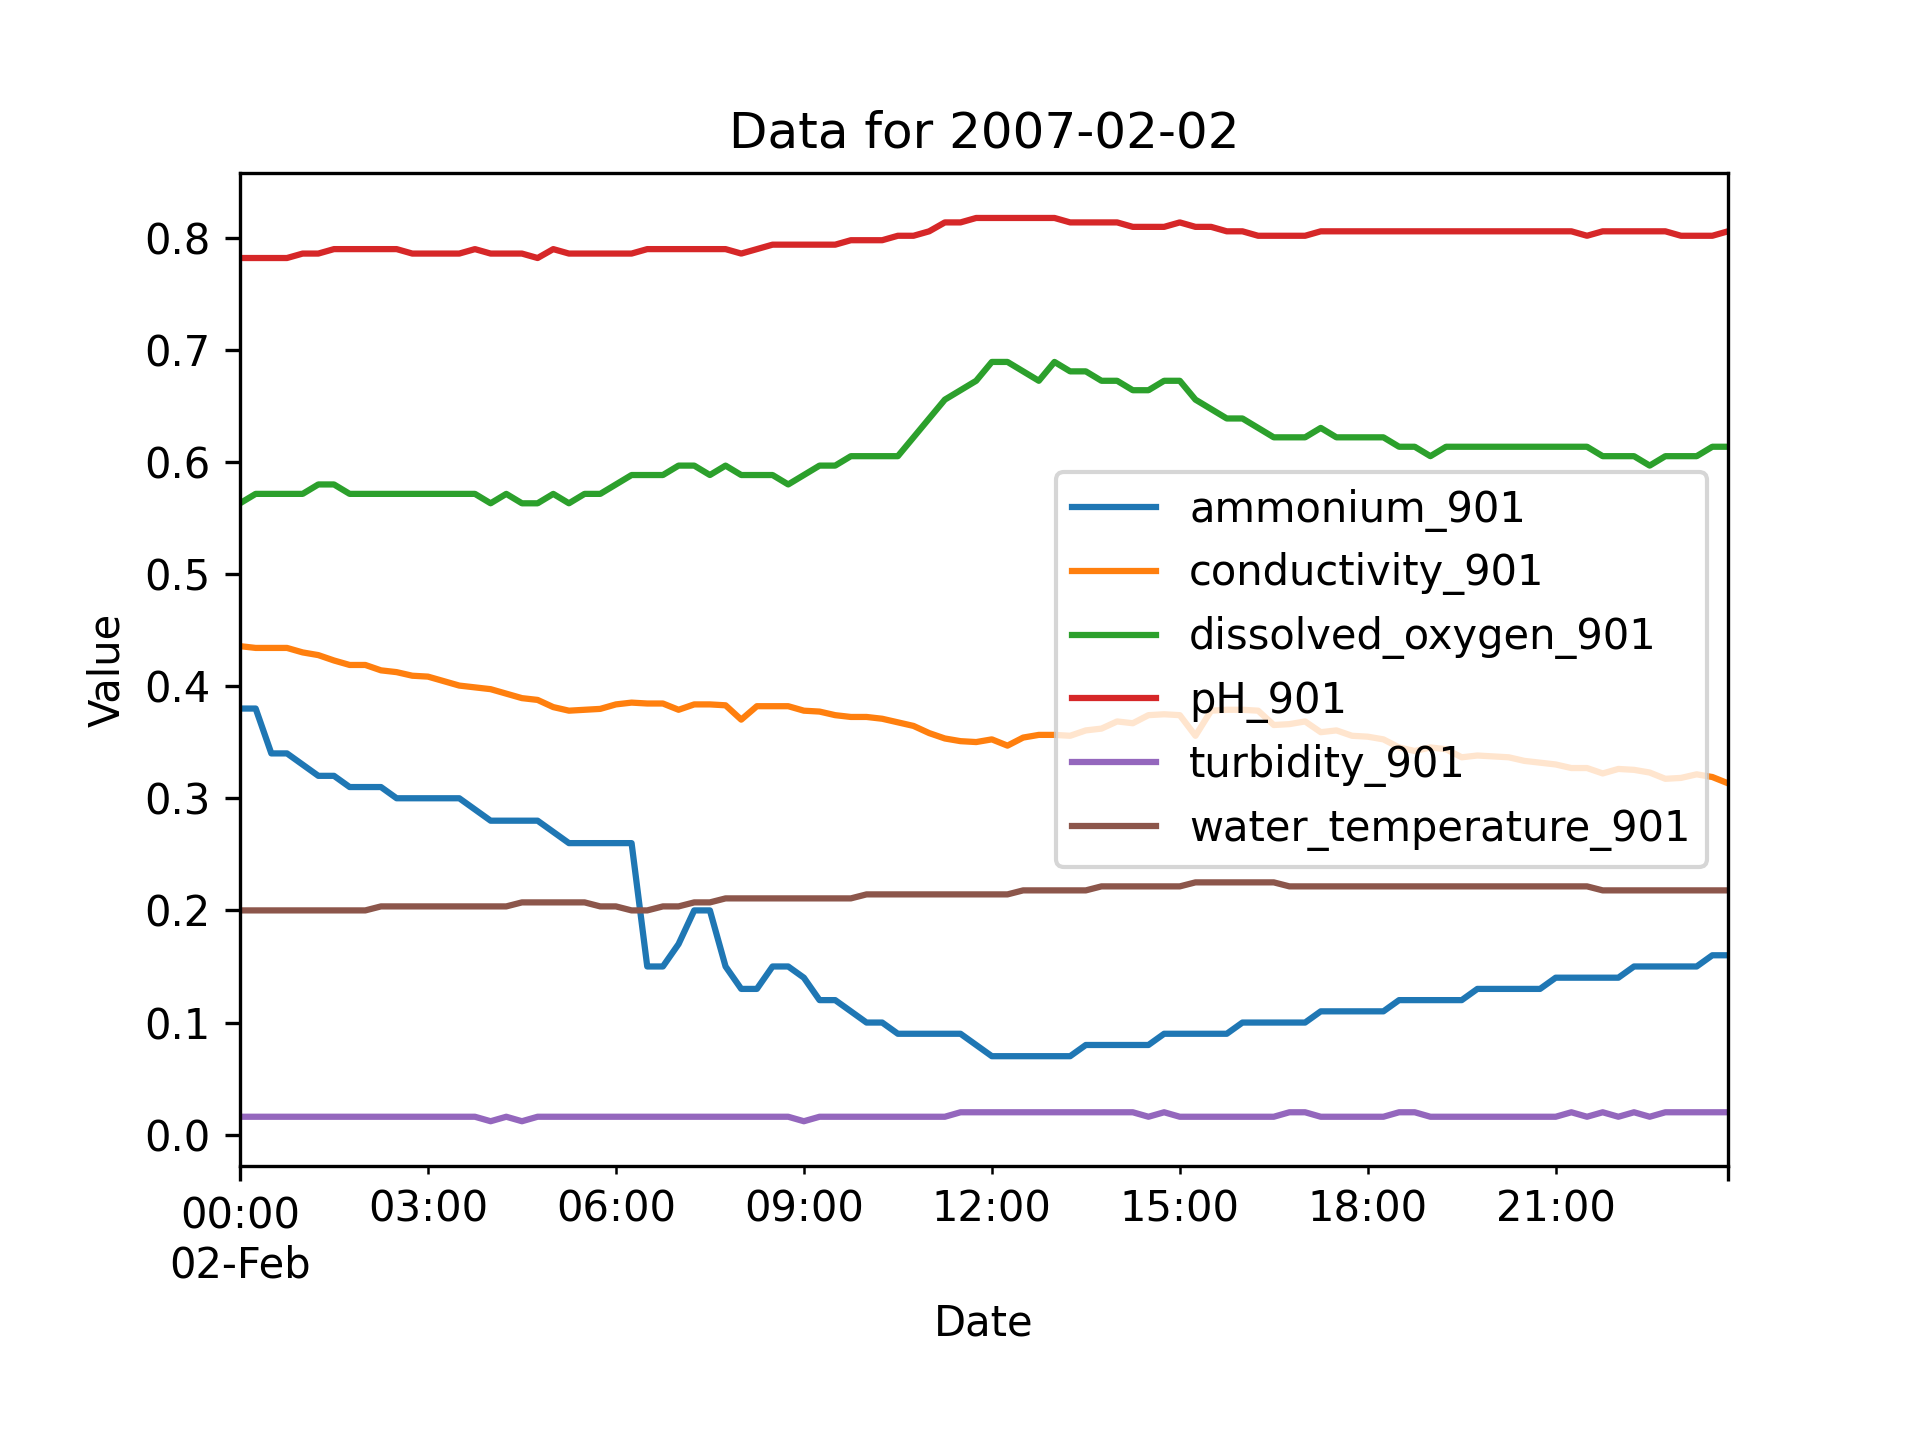 Data for 2007-02-02
0.8
0.7
0.6
0.5
0.4
0.3
0.2
0.1
0.0
Value
ammonium_901
conductivity_901
dissolved_oxygen_901
pH_901
turbidity_901
water_temperature_901
00:00 03:00 06:00 09:00 12:00 15:00 18:00 21:00
02-Feb
Date